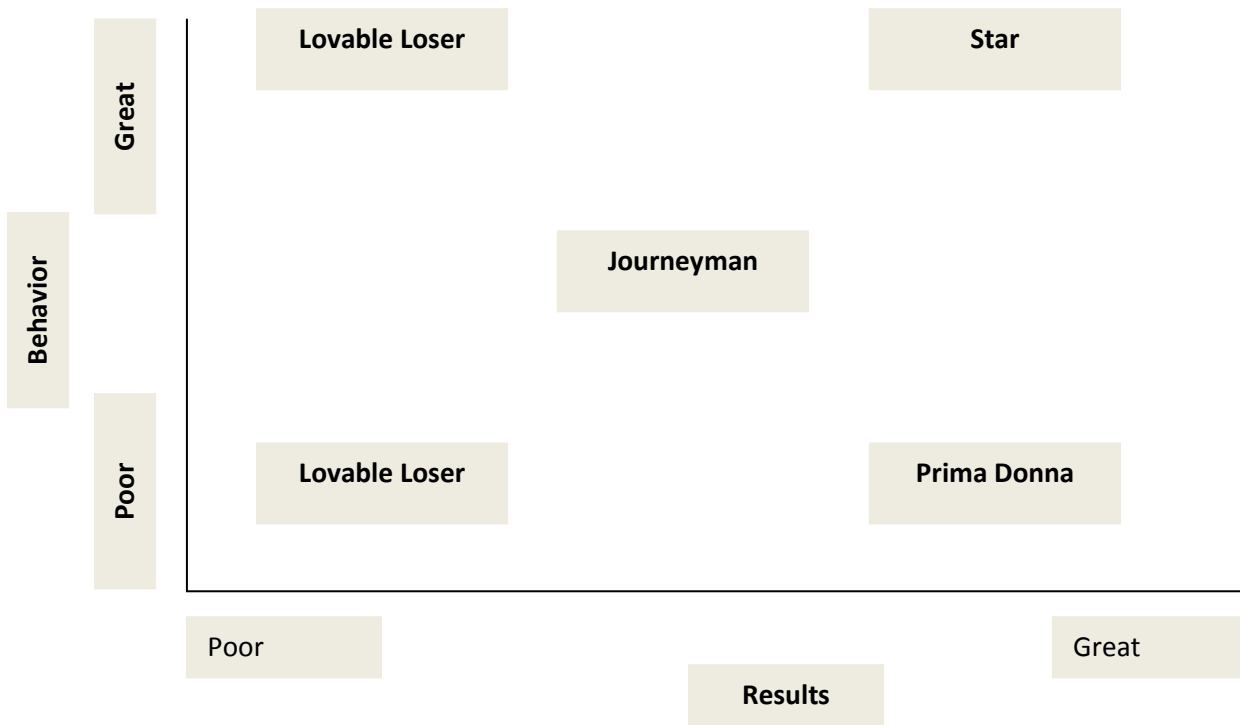 Lovable Loser
Star
Great
Journeyman
Behavior
Lovable Loser
Prima Donna
Poor
Poor
Great
Results